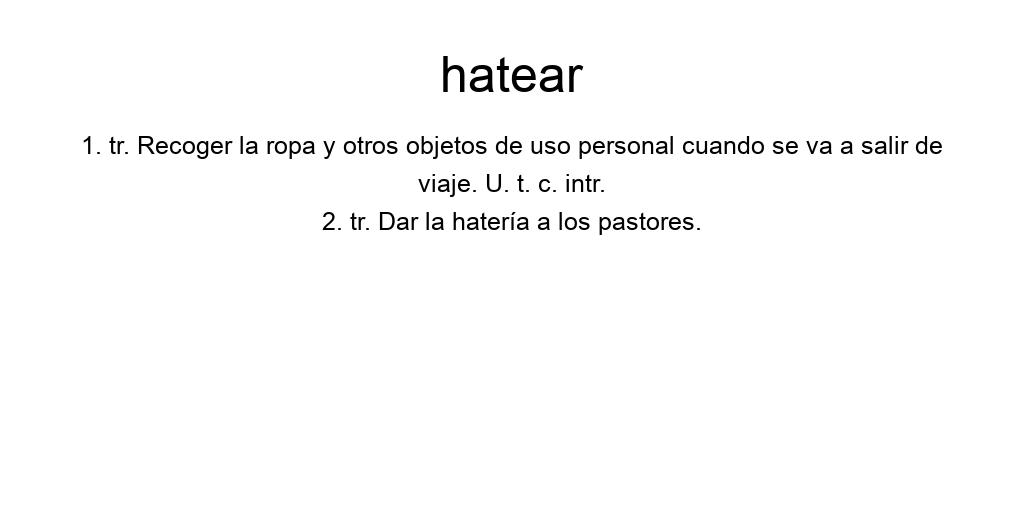 hatear
1. tr. Recoger la ropa y otros objetos de uso personal cuando se va a salir de
viaje. U. t. c. intr.
2. tr. Dar la hatería a los pastores.